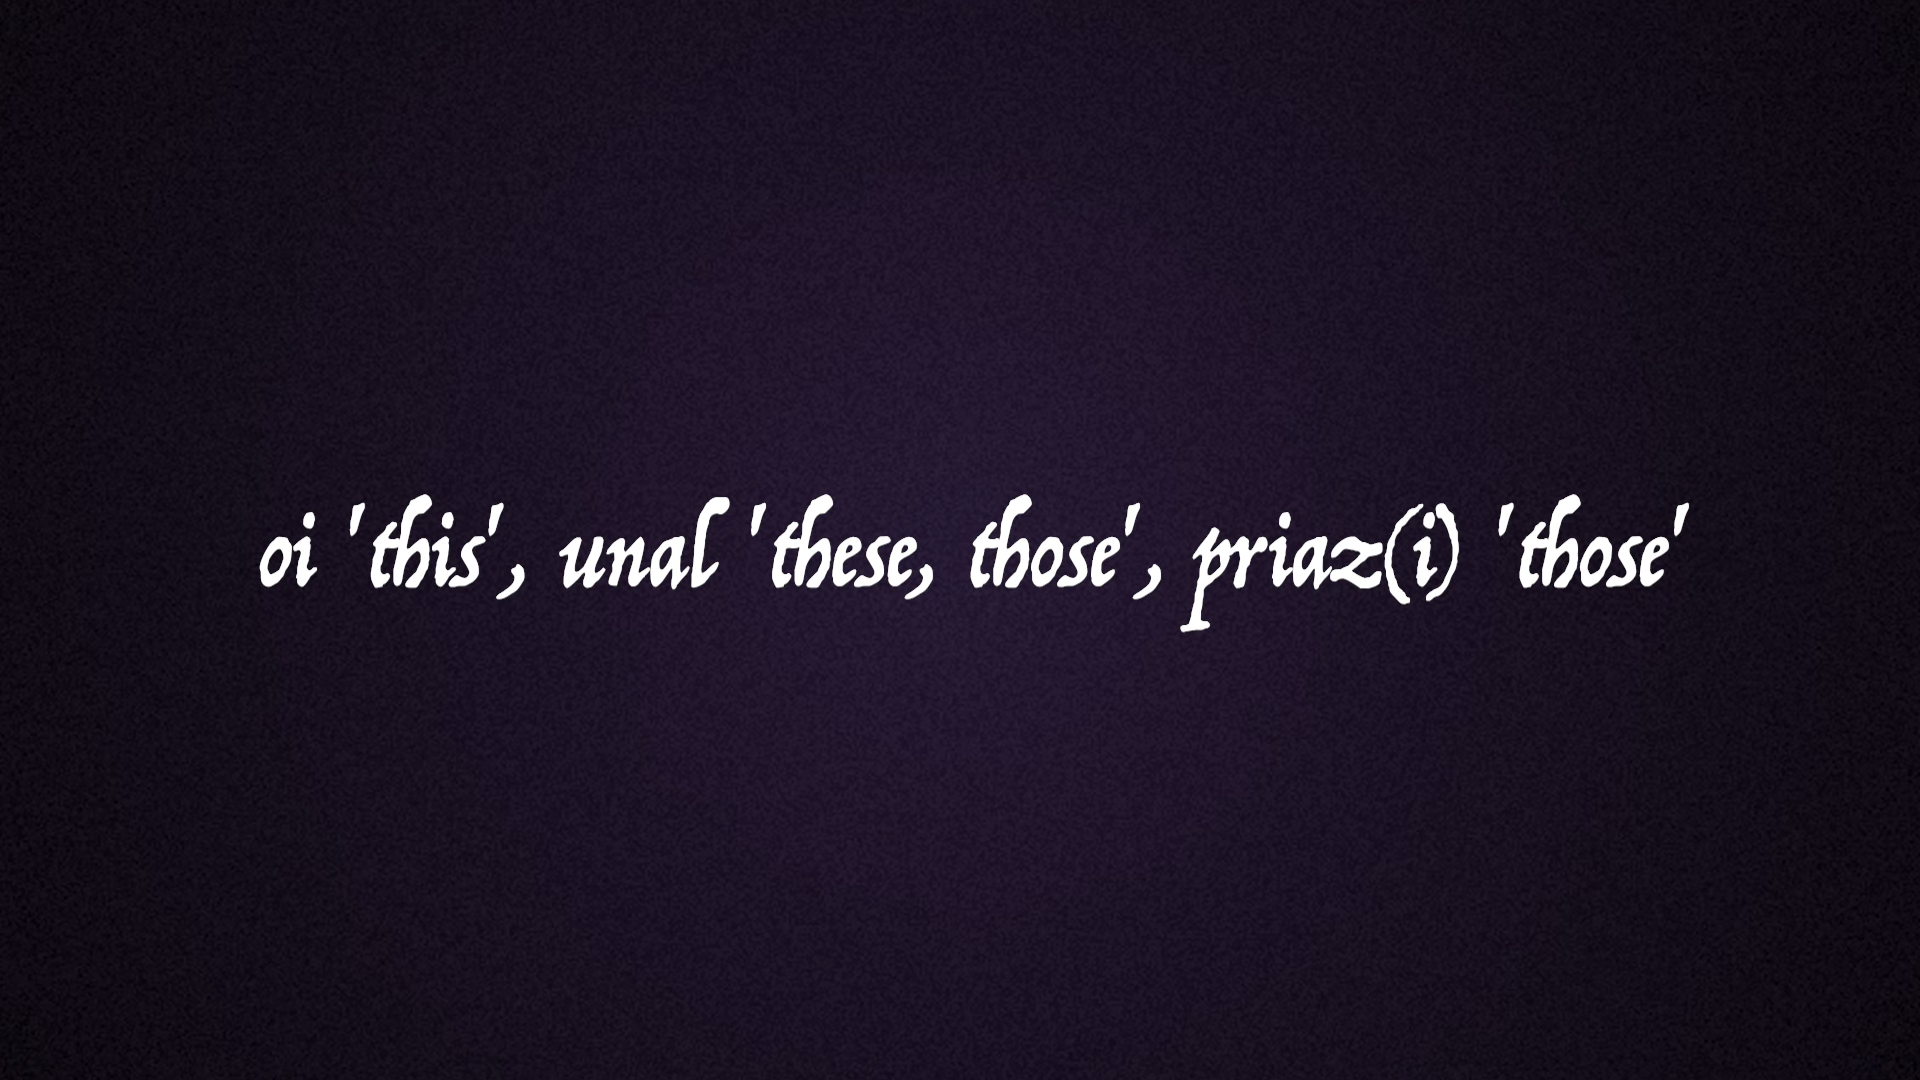 oi 'this', unal 'these, those', priaz(i) 'those'